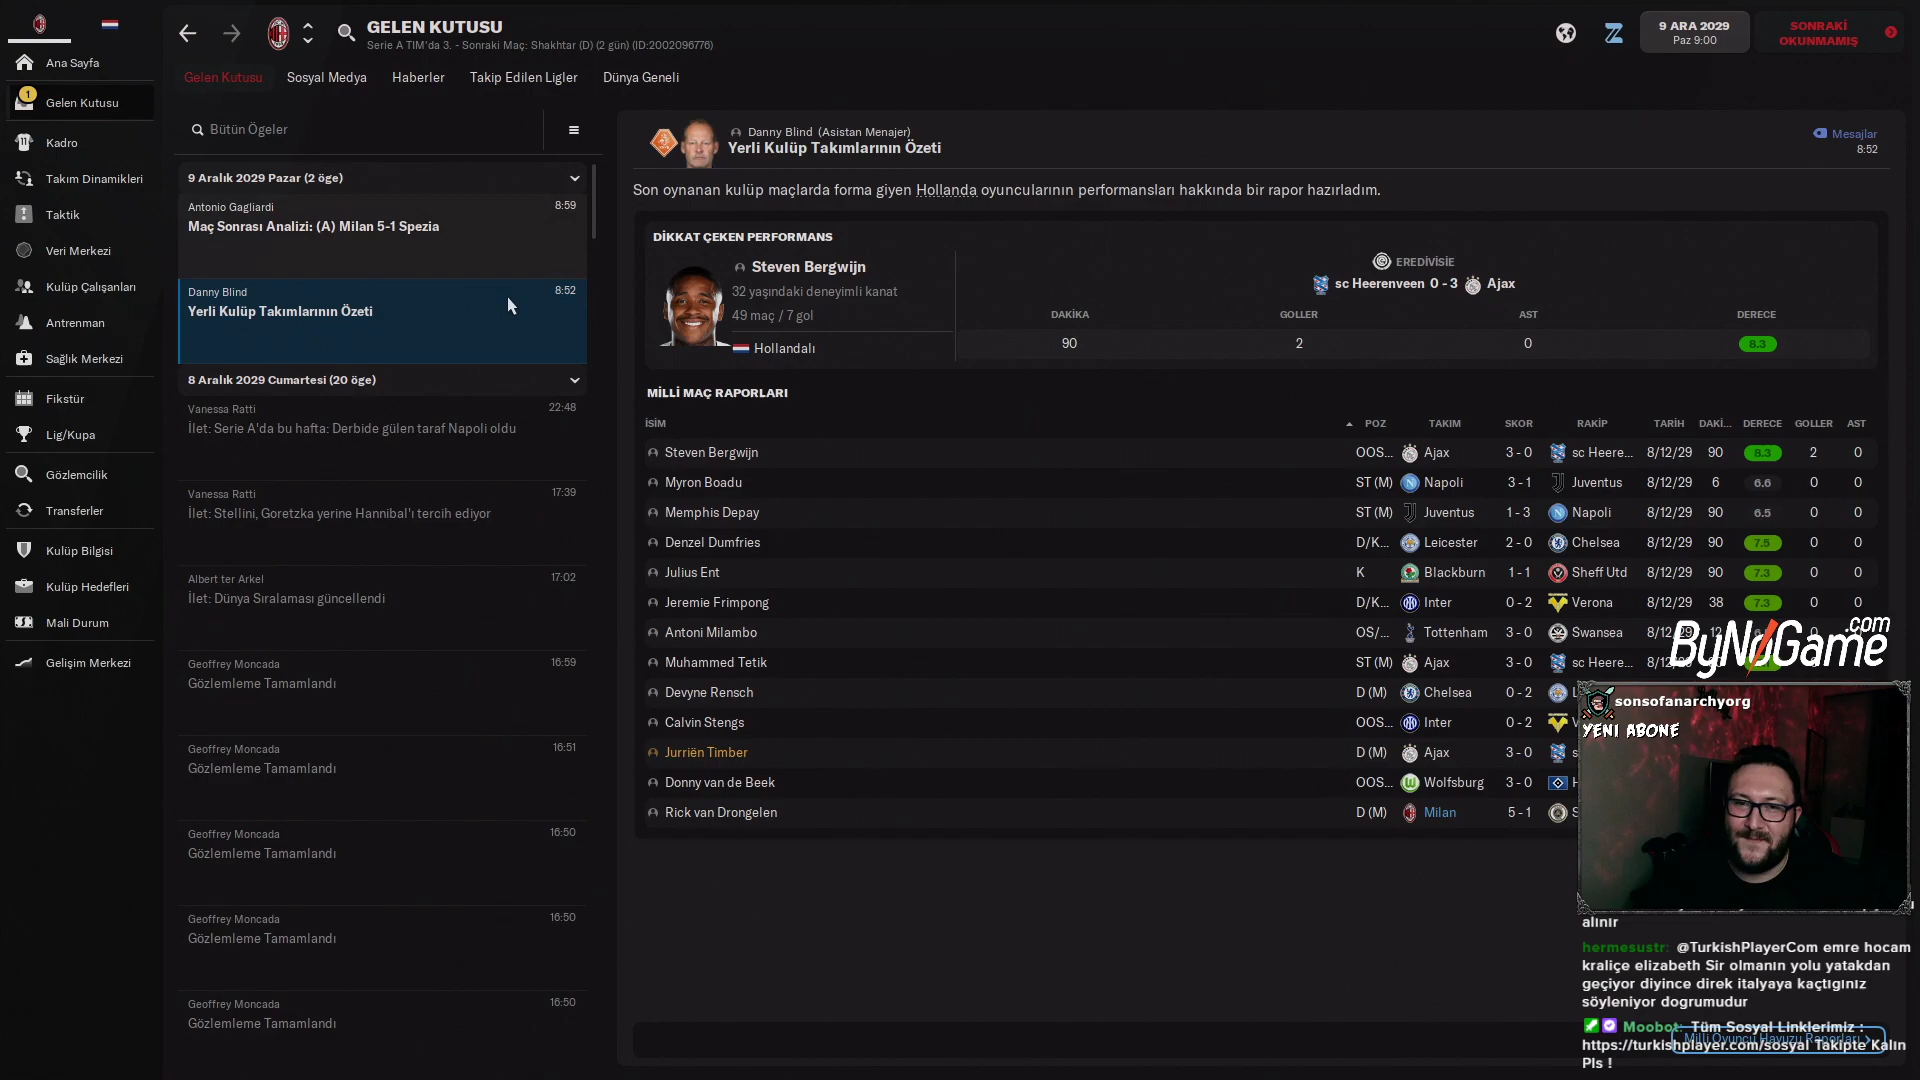 GELEN KUTUSU
Serie A TIM'da 3. - Sonraki Maç: Shakhtar (D) (2 gün) (ID:2002096776)
9 ARA 2029
Paz 9:00
SONRAKİ
OKUNMAMIŞ
Ana Sayfa
1
Gelen Kutusu
Kadro
Takım Dinamikleri
Taktik
Veri Merkezi
Kulüp Çalışanları
Antrenman
Sağlık Merkezi
Fikstür
Lig/Kupa
Gözlemcilik
Transferler
Kulüp Bilgisi
Kulüp Hedefleri
Mali Durum
Gelişim Merkezi
Gelen Kutusu Sosyal Medya Haberler Takip Edilen Ligler Dünya Geneli
Bütün Ögeler
9 Aralık 2029 Pazar (2 öge)
Antonio Gagliardi 8:59
Maç Sonrası Analizi: (A) Milan 5-1 Spezia
Danny Blind 8:52
Yerli Kulüp Takımlarının Özeti
8 Aralık 2029 Cumartesi (20 öge)
Vanessa Ratti 22:48
İlet: Serie A'da bu hafta: Derbide gülen taraf Napoli oldu
Vanessa Ratti 17:39
İlet: Stellini, Goretzka yerine Hannibal'ı tercih ediyor
Albert ter Arkel 17:02
İlet: Dünya Sıralaması güncellendi
Geoffrey Moncada 16:59
Gözlemleme Tamamlandı
Geoffrey Moncada 16:51
Gözlemleme Tamamlandı
Geoffrey Moncada 16:50
Gözlemleme Tamamlandı
Geoffrey Moncada 16:50
Gözlemleme Tamamlandı
Geoffrey Moncada 16:50
Gözlemleme Tamamlandı
Danny Blind (Asistan Menajer)
Yerli Kulüp Takımlarının Özeti
Mesajlar
8:52
Son oynanan kulüp maçlarda forma giyen Hollanda oyuncularının performansları hakkında bir rapor hazırladım.
DİKKAT ÇEKEN PERFORMANS
Steven Bergwijn
32 yaşındaki deneyimli kanat
49 maç / 7 gol
Hollandalı
EREDIVISIE
sc Heerenveen 0 - 3 Ajax
DAKİKA GOLLER AST DERECE
90 2 0 8.3
MİLLİ MAÇ RAPORLARI
İSİM POZ TAKIM SKOR RAKİP TARİH DAKİ... DERECE GOLLER AST
Steven Bergwijn OOS... Ajax 3 - 0 sc Heere... 8/12/29 90 8.3 2 0
Myron Boadu ST (M) Napoli 3 - 1 Juventus 8/12/29 6 6.6 0 0
Memphis Depay ST (M) Juventus 1 - 3 Napoli 8/12/29 90 6.5 0 0
Denzel Dumfries D/K... Leicester 2 - 0 Chelsea 8/12/29 90 7.5 0 0
Julius Ent K Blackburn 1 - 1 Sheff Utd 8/12/29 90 7.3 0 0
Jeremie Frimpong D/K... Inter 0 - 2 Verona 8/12/29 38 7.3 0 0
Antoni Milambo OS/... Tottenham 3 - 0 Swansea 8/12/29 12
Muhammed Tetik ST (M) Ajax 3 - 0 sc Heere...
Devyne Rensch D (M) Chelsea 0 - 2
Calvin Stengs OOS... Inter 0 - 2
Jurriën Timber D (M) Ajax 3 - 0
Donny van de Beek OOS... Wolfsburg 3 - 0
Rick van Drongelen D (M) Milan 5 - 1
ByNoGame.com
sonsofanarchyorg
YENI ABONE
alınır
hermesustr: @TurkishPlayerCom emre hocam
kraliçe elizabeth Sir olmanın yolu yatakdan
geçiyor diyince direk italyaya kaçtıgınız
söyleniyor dogrumudur
Moobot: Tüm Sosyal Linklerimiz :
https://turkishplayer.com/sosyal Takipte Kalın
Pls !
Milli Oyuncu Havuzu Raporları